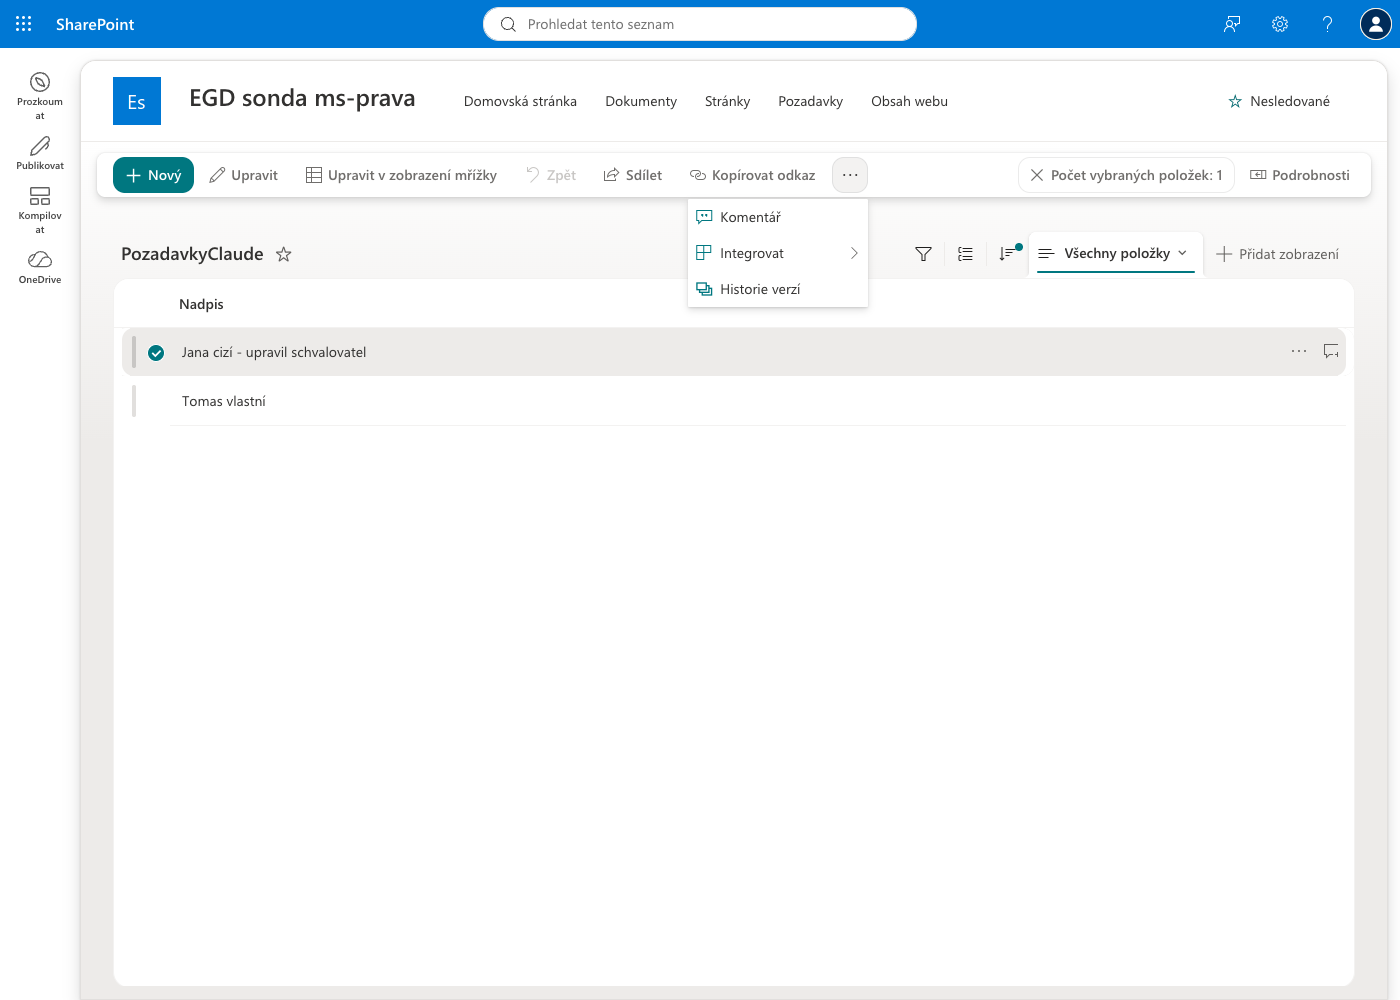 SharePoint
Prohledat tento seznam
Prozkoum
at
Publikovat
Kompilov
at
OneDrive
Es
EGD sonda ms-prava
Domovská stránka
Dokumenty
Stránky
Pozadavky
Obsah webu
Nesledované
Nový
Upravit
Upravit v zobrazení mřížky
Zpět
Sdílet
Kopírovat odkaz
Počet vybraných položek: 1
Podrobnosti
Komentář
Integrovat
Historie verzí
PozadavkyClaude
Všechny položky
Přidat zobrazení
Nadpis
Jana cizí - upravil schvalovatel
Tomas vlastní